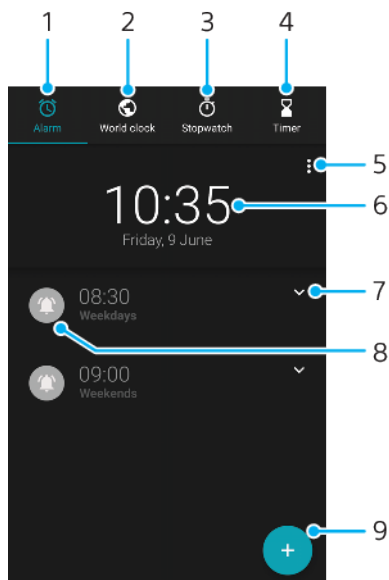 1 2 3 4
Alarm World clock Stopwatch Timer
5
10:35
6
Friday, 9 June
08:30
7
Weekdays
8
09:00
Weekends
9